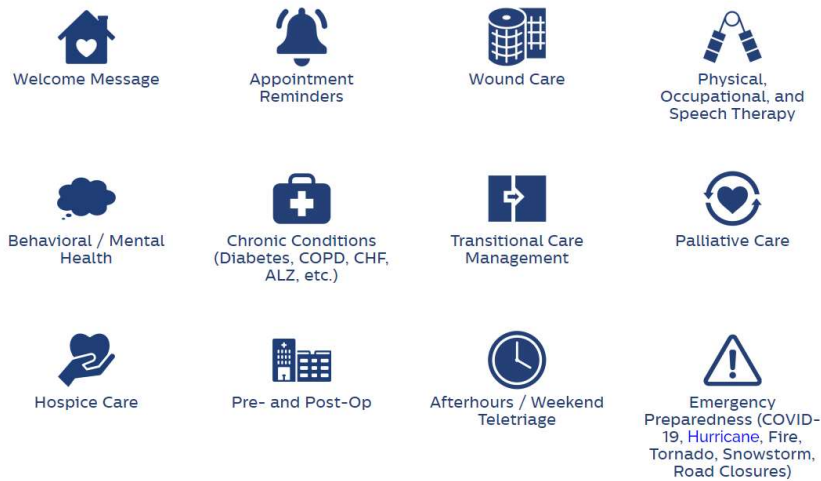 Welcome Message
Appointment
Reminders
Wound Care
Physical,
Occupational, and
Speech Therapy
Behavioral / Mental
Health
Chronic Conditions
(Diabetes, COPD, CHF,
ALZ, etc.)
Transitional Care
Management
Palliative Care
Hospice Care
Pre- and Post-Op
Afterhours / Weekend
Teletriage
Emergency
Preparedness (COVID-
19, Hurricane, Fire,
Tornado, Snowstorm,
Road Closures)